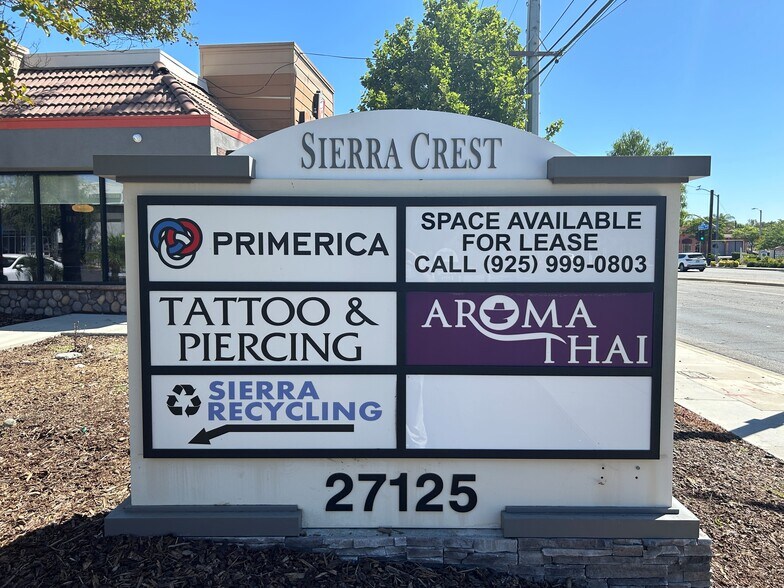 SIERRA CREST
PRIMERICA
SPACE AVAILABLE
FOR LEASE
CALL (925) 999-0803
TATTOO &
PIERCING
AROMA
THAI
SIERRA
RECYCLING
27125